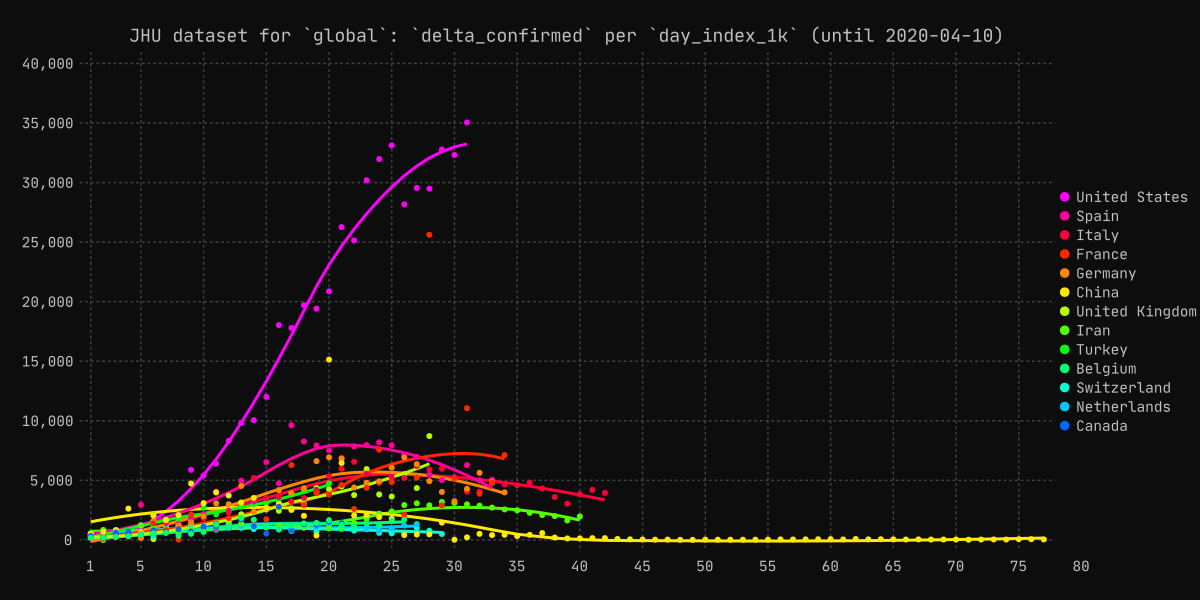 JHU dataset for `global`: `delta_confirmed` per `day_index_1k` (until 2020-04-10)
40,000
35,000
30,000
25,000
20,000
15,000
10,000
5,000
0
1 5 10 15 20 25 30 35 40 45 50 55 60 65 70 75 80
United States
Spain
Italy
France
Germany
China
United Kingdom
Iran
Turkey
Belgium
Switzerland
Netherlands
Canada